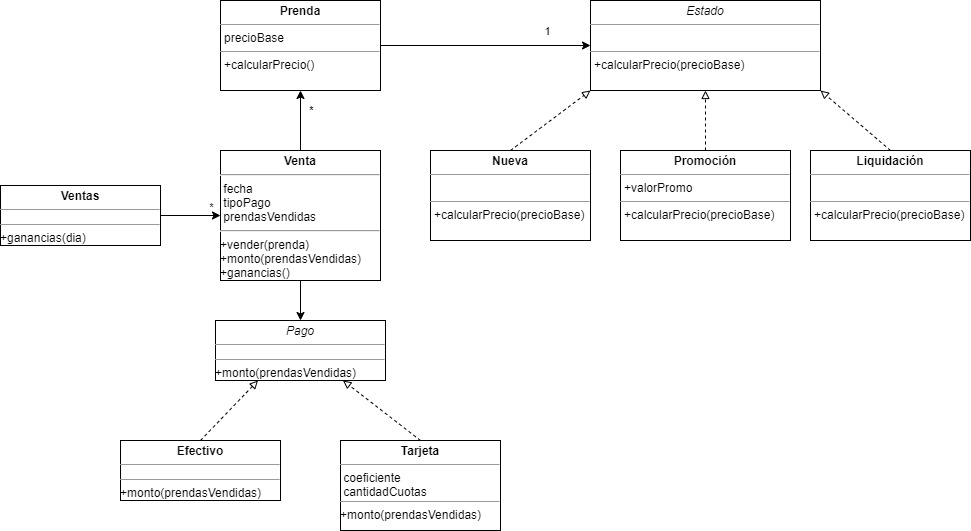 Prenda
precioBase
+calcularPrecio()
1
Estado
+calcularPrecio(precioBase)
*
Nueva
+calcularPrecio(precioBase)
Promoción
+valorPromo
+calcularPrecio(precioBase)
Liquidación
+calcularPrecio(precioBase)
Ventas
+ganancias(dia)
*
Venta
fecha
tipoPago
prendasVendidas
+vender(prenda)
+monto(prendasVendidas)
+ganancias()
Pago
+monto(prendasVendidas)
Efectivo
+monto(prendasVendidas)
Tarjeta
coeficiente
cantidadCuotas
+monto(prendasVendidas)